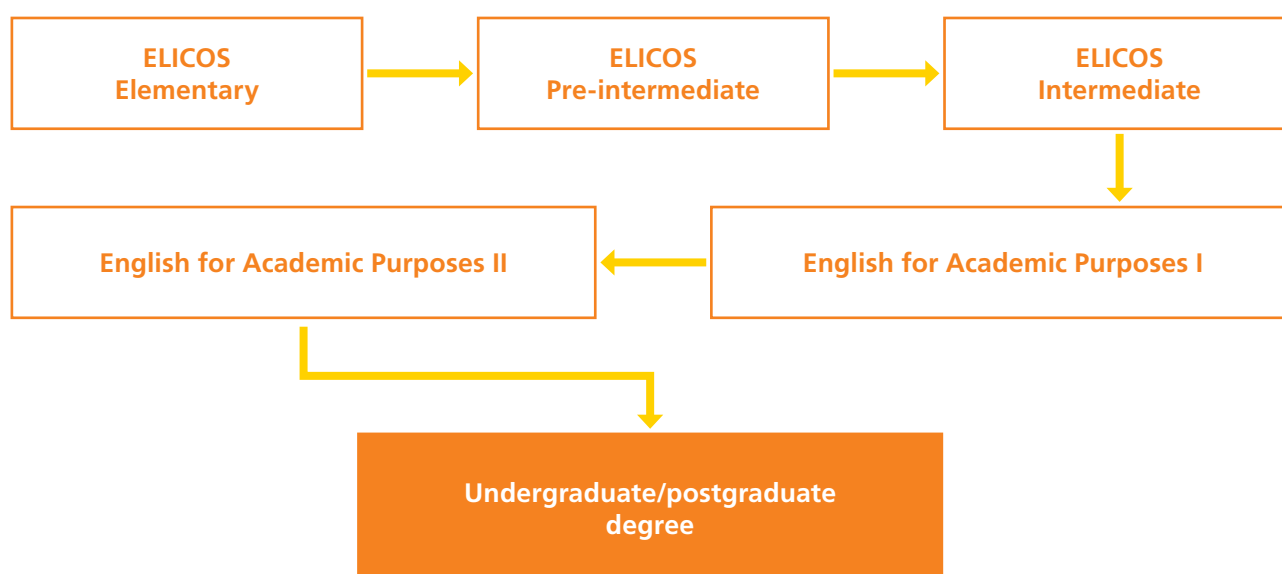 ELICOS
Elementary
ELICOS
Pre-intermediate
ELICOS
Intermediate
English for Academic Purposes I
English for Academic Purposes II
Undergraduate/postgraduate
degree